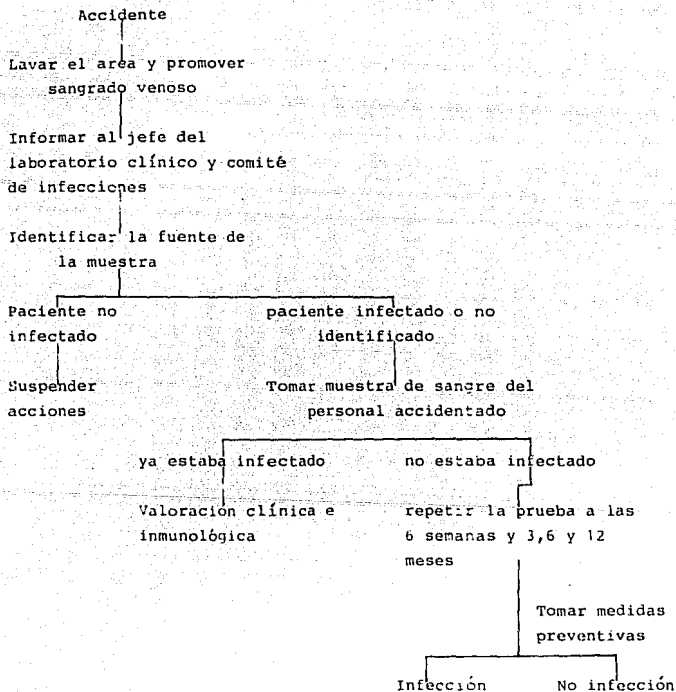 Accidente
Lavar el area y promover
sangrado venoso
Informar al jefe del
laboratorio clínico y comité
de infecciones
Identificar la fuente de
la muestra
Paciente no
infectado
paciente infectado o no
identificado
Suspender
acciones
Tomar muestra de sangre del
personal accidentado
ya estaba infectado
no estaba infectado
Valoración clínica e
inmunológica
repetir la prueba a las
6 semanas y 3,6 y 12
meses
Tomar medidas
preventivas
Infección
No infección